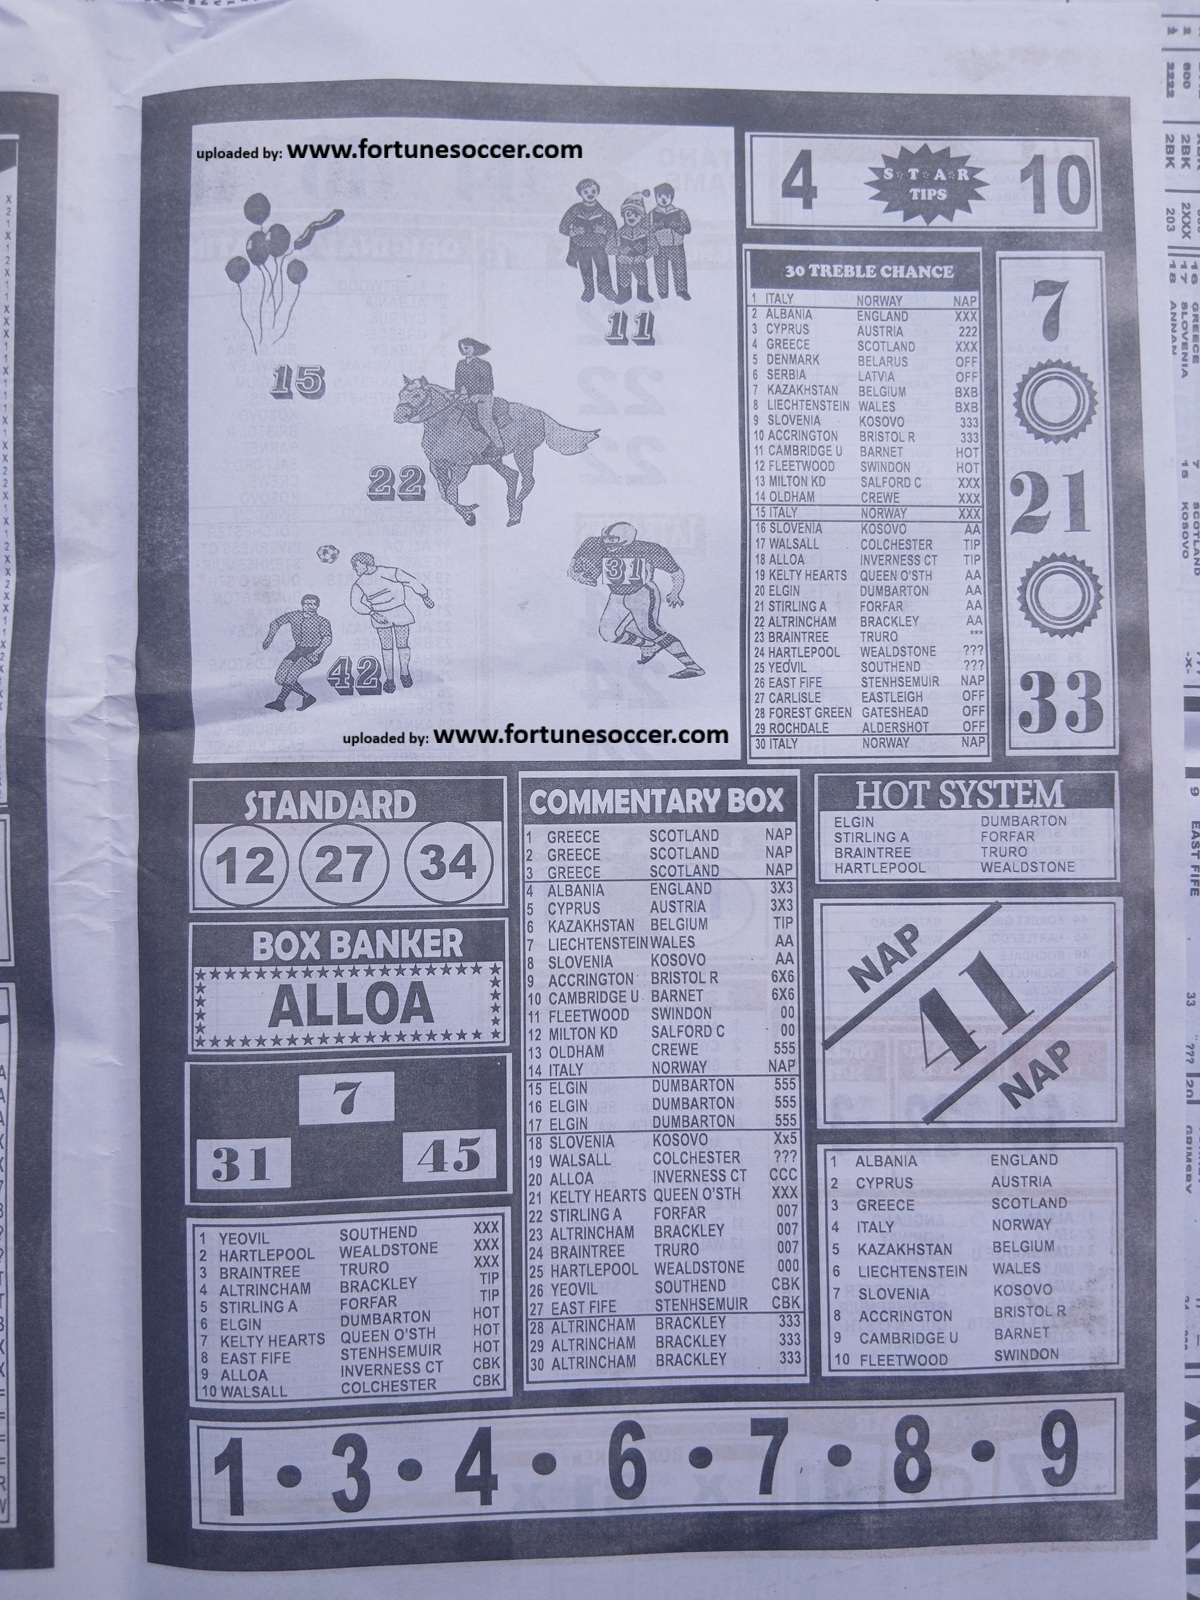 uploaded by: www.fortunesoccer.com
15
11
22
31
42
uploaded by: www.fortunesoccer.com
4 S★T★A★R TIPS 10
30 TREBLE CHANCE
1 ITALY NORWAY NAP
2 ALBANIA ENGLAND XXX
3 CYPRUS AUSTRIA 222
4 GREECE SCOTLAND XXX
5 DENMARK BELARUS OFF
6 SERBIA LATVIA OFF
7 KAZAKHSTAN BELGIUM BXB
8 LIECHTENSTEIN WALES BXB
9 SLOVENIA KOSOVO 333
10 ACCRINGTON BRISTOL R 333
11 CAMBRIDGE U BARNET HOT
12 FLEETWOOD SWINDON HOT
13 MILTON KD SALFORD C XXX
14 OLDHAM CREWE XXX
15 ITALY NORWAY XXX
16 SLOVENIA KOSOVO AA
17 WALSALL COLCHESTER TIP
18 ALLOA INVERNESS CT TIP
19 KELTY HEARTS QUEEN O'STH AA
20 ELGIN DUMBARTON AA
21 STIRLING A FORFAR AA
22 ALTRINCHAM BRACKLEY AA
23 BRAINTREE TRURO ***
24 HARTLEPOOL WEALDSTONE ???
25 YEOVIL SOUTHEND ???
26 EAST FIFE STENHSEMUIR NAP
27 CARLISLE EASTLEIGH OFF
28 FOREST GREEN GATESHEAD OFF
29 ROCHDALE ALDERSHOT OFF
30 ITALY NORWAY NAP
7
21
33
STANDARD
12 27 34
BOX BANKER
ALLOA
7
31 45
1 YEOVIL SOUTHEND XXX
2 HARTLEPOOL WEALDSTONE XXX
3 BRAINTREE TRURO XXX
4 ALTRINCHAM BRACKLEY TIP
5 STIRLING A FORFAR TIP
6 ELGIN DUMBARTON HOT
7 KELTY HEARTS QUEEN O'STH HOT
8 EAST FIFE STENHSEMUIR HOT
9 ALLOA INVERNESS CT CBK
10 WALSALL COLCHESTER CBK
COMMENTARY BOX
1 GREECE SCOTLAND NAP
2 GREECE SCOTLAND NAP
3 GREECE SCOTLAND NAP
4 ALBANIA ENGLAND 3X3
5 CYPRUS AUSTRIA 3X3
6 KAZAKHSTAN BELGIUM TIP
7 LIECHTENSTEIN WALES AA
8 SLOVENIA KOSOVO AA
9 ACCRINGTON BRISTOL R 6X6
10 CAMBRIDGE U BARNET 6X6
11 FLEETWOOD SWINDON 00
12 MILTON KD SALFORD C 00
13 OLDHAM CREWE 555
14 ITALY NORWAY NAP
15 ELGIN DUMBARTON 555
16 ELGIN DUMBARTON 555
17 ELGIN DUMBARTON 555
18 SLOVENIA KOSOVO Xx5
19 WALSALL COLCHESTER ???
20 ALLOA INVERNESS CT CCC
21 KELTY HEARTS QUEEN O'STH XXX
22 STIRLING A FORFAR 007
23 ALTRINCHAM BRACKLEY 007
24 BRAINTREE TRURO 007
25 HARTLEPOOL WEALDSTONE 000
26 YEOVIL SOUTHEND CBK
27 EAST FIFE STENHSEMUIR CBK
28 ALTRINCHAM BRACKLEY 333
29 ALTRINCHAM BRACKLEY 333
30 ALTRINCHAM BRACKLEY 333
HOT SYSTEM
ELGIN DUMBARTON
STIRLING A FORFAR
BRAINTREE TRURO
HARTLEPOOL WEALDSTONE
NAP
41
NAP
1 ALBANIA ENGLAND
2 CYPRUS AUSTRIA
3 GREECE SCOTLAND
4 ITALY NORWAY
5 KAZAKHSTAN BELGIUM
6 LIECHTENSTEIN WALES
7 SLOVENIA KOSOVO
8 ACCRINGTON BRISTOL R
9 CAMBRIDGE U BARNET
10 FLEETWOOD SWINDON
1 • 3 • 4 • 6 • 7 • 8 • 9